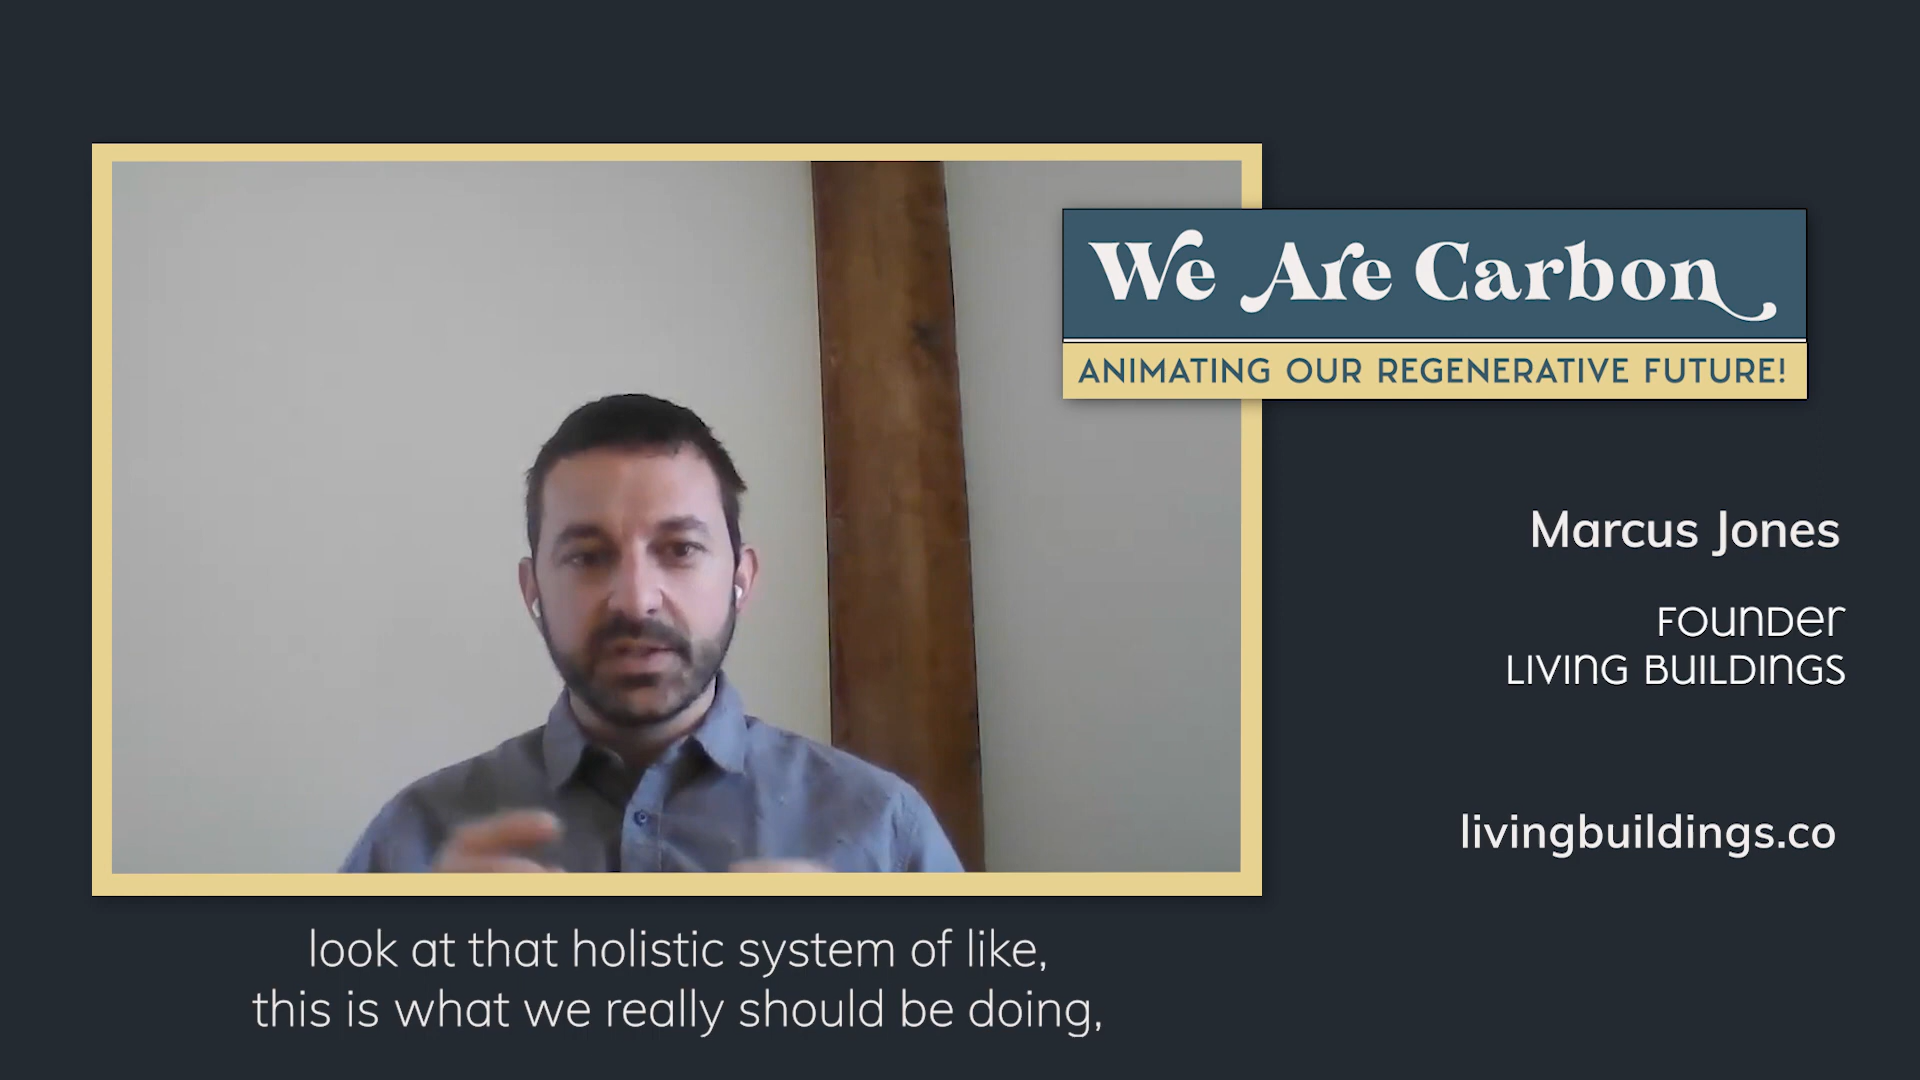 We Are Carbon
ANIMATING OUR REGENERATIVE FUTURE!
Marcus Jones
Founder
Living Buildings
livingbuildings.co
look at that holistic system of like,
this is what we really should be doing,